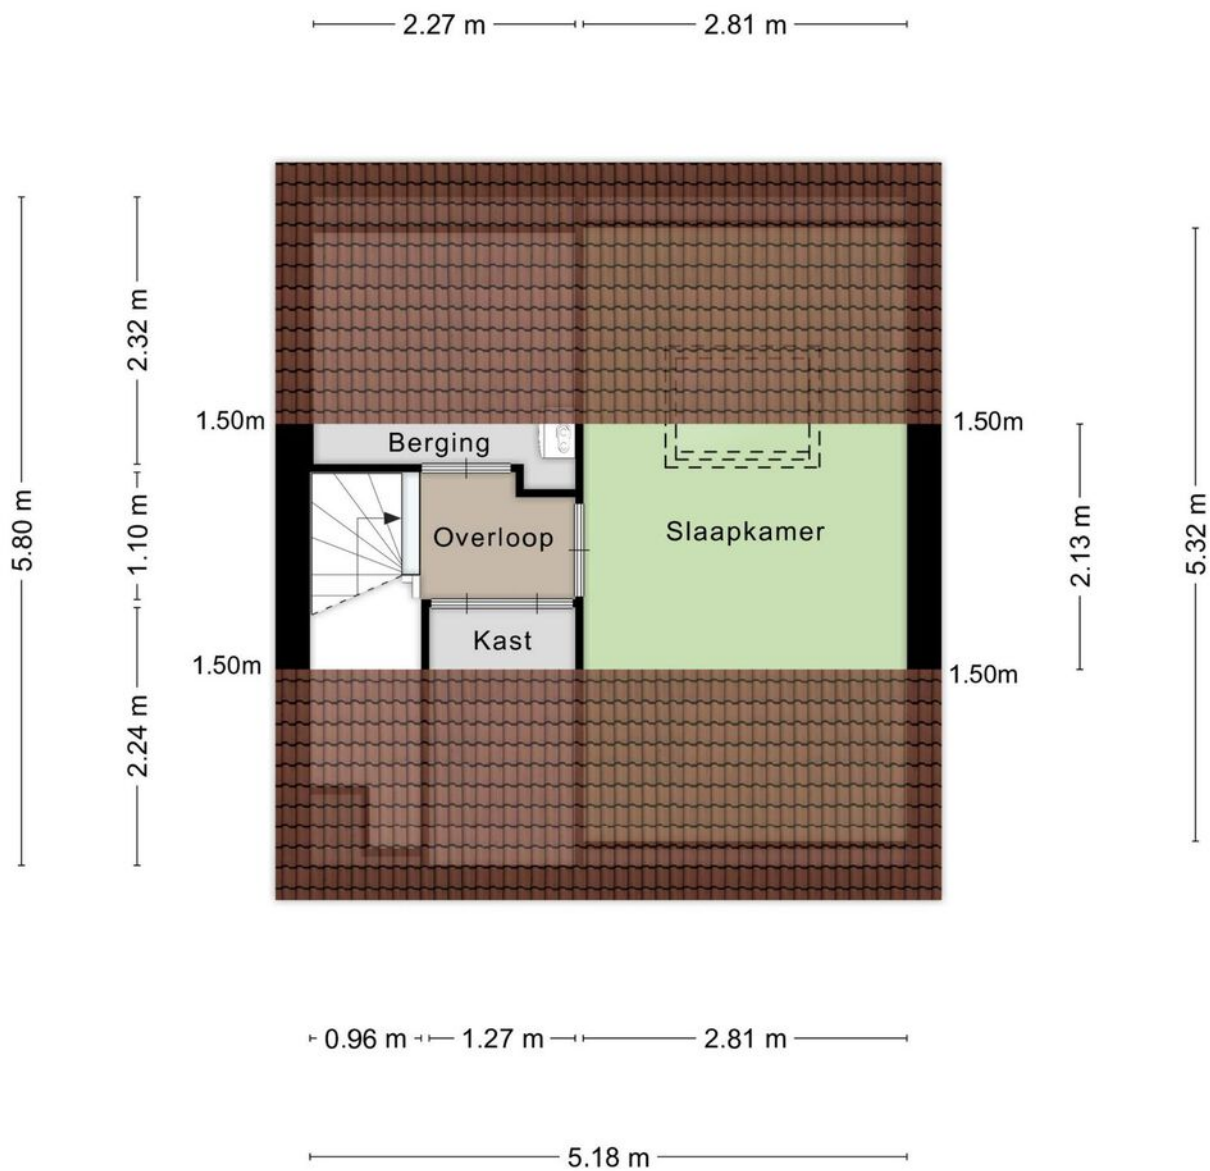 2.27 m
2.81 m
2.32 m
1.50m
1.50m
Berging
5.80 m
1.10 m
Overloop
Slaapkamer
2.13 m
5.32 m
Kast
1.50m
1.50m
2.24 m
0.96 m
1.27 m
2.81 m
5.18 m